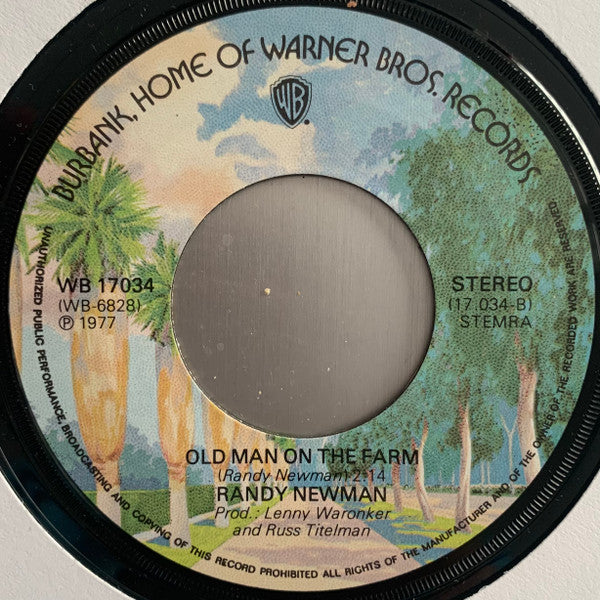 BURBANK, HOME OF WARNER BROS. RECORDS
WB
®
WB 17034
(WB-6828)
℗ 1977
STEREO
(17.034-B)
STEMRA
OLD MAN ON THE FARM
(Randy Newman) 2:14
RANDY NEWMAN
Prod.: Lenny Waronker
and Russ Titelman
UNAUTHORIZED PUBLIC PERFORMANCE, BROADCASTING AND COPYING OF THIS RECORD PROHIBITED ALL RIGHTS OF THE MANUFACTURER AND OF THE OWNER OF THE RECORDED WORK ARE RESERVED.